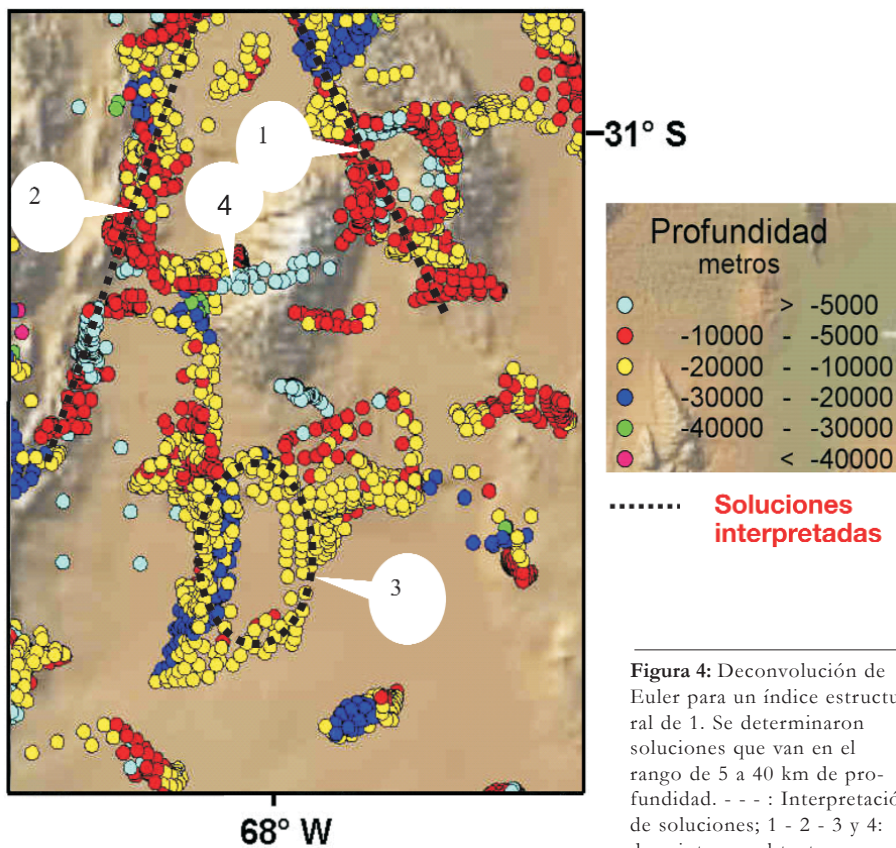 1
2
4
3
31° S
68° W
Profundidad
metros
> -5000
-10000 - -5000
-20000 - -10000
-30000 - -20000
-40000 - -30000
< -40000
Soluciones
interpretadas
Figura 4: Deconvolución de
Euler para un índice estructu
ral de 1. Se determinaron
soluciones que van en el
rango de 5 a 40 km de pro-
fundidad. - - - : Interpretació
de soluciones; 1 - 2 - 3 y 4: